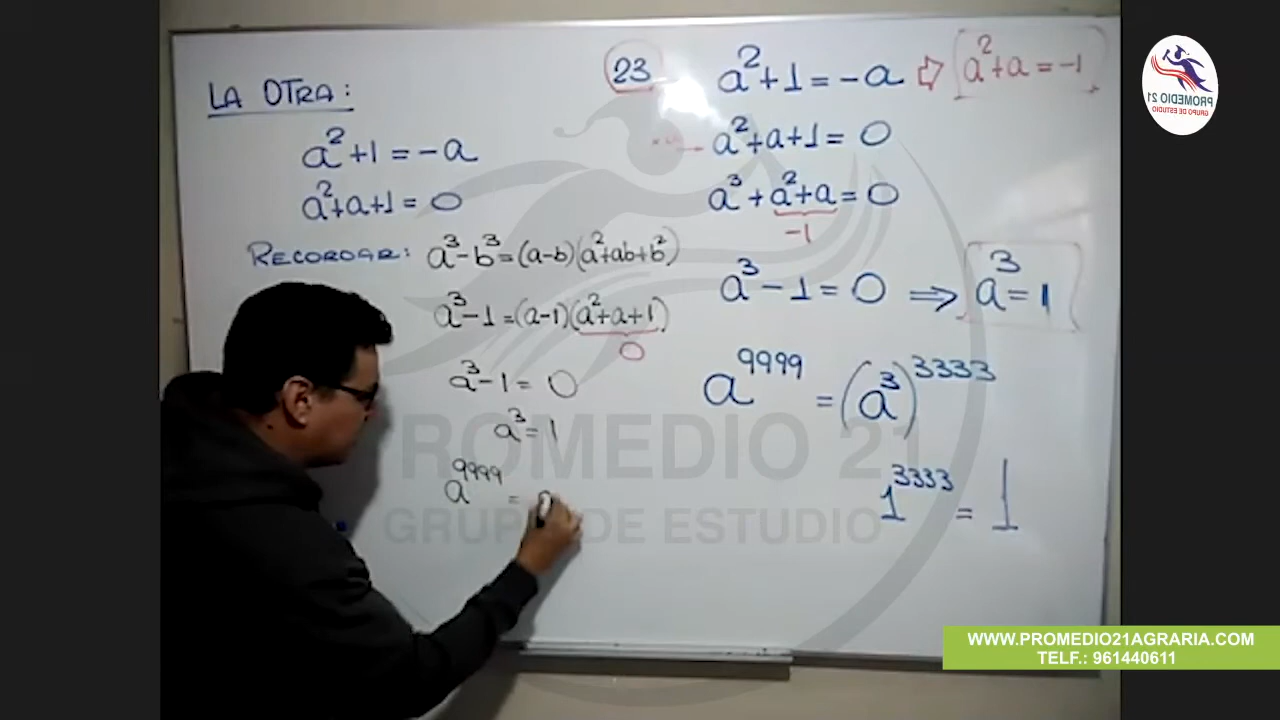 LA OTRA:
a²+1=-a
a²+a+1=0
RECORDAR: a³-b³=(a-b)(a²+ab+b²)
a³-1=(a-1)(a²+a+1)
0
a³-1=0
a³=1
a⁹⁹⁹⁹ =
23 a²+1=-a ⇨ a²+a=-1
→ a²+a+1=0
a³+a²+a=0
-1
a³-1=0 ⇒ a³=1
a⁹⁹⁹⁹ =(a³)³³³³
1³³³³ = 1
PROMEDIO 21
GRUPO DE ESTUDIO
PROMEDIO 21
GRUPO DE ESTUDIO
WWW.PROMEDIO21AGRARIA.COM
TELF.: 961440611